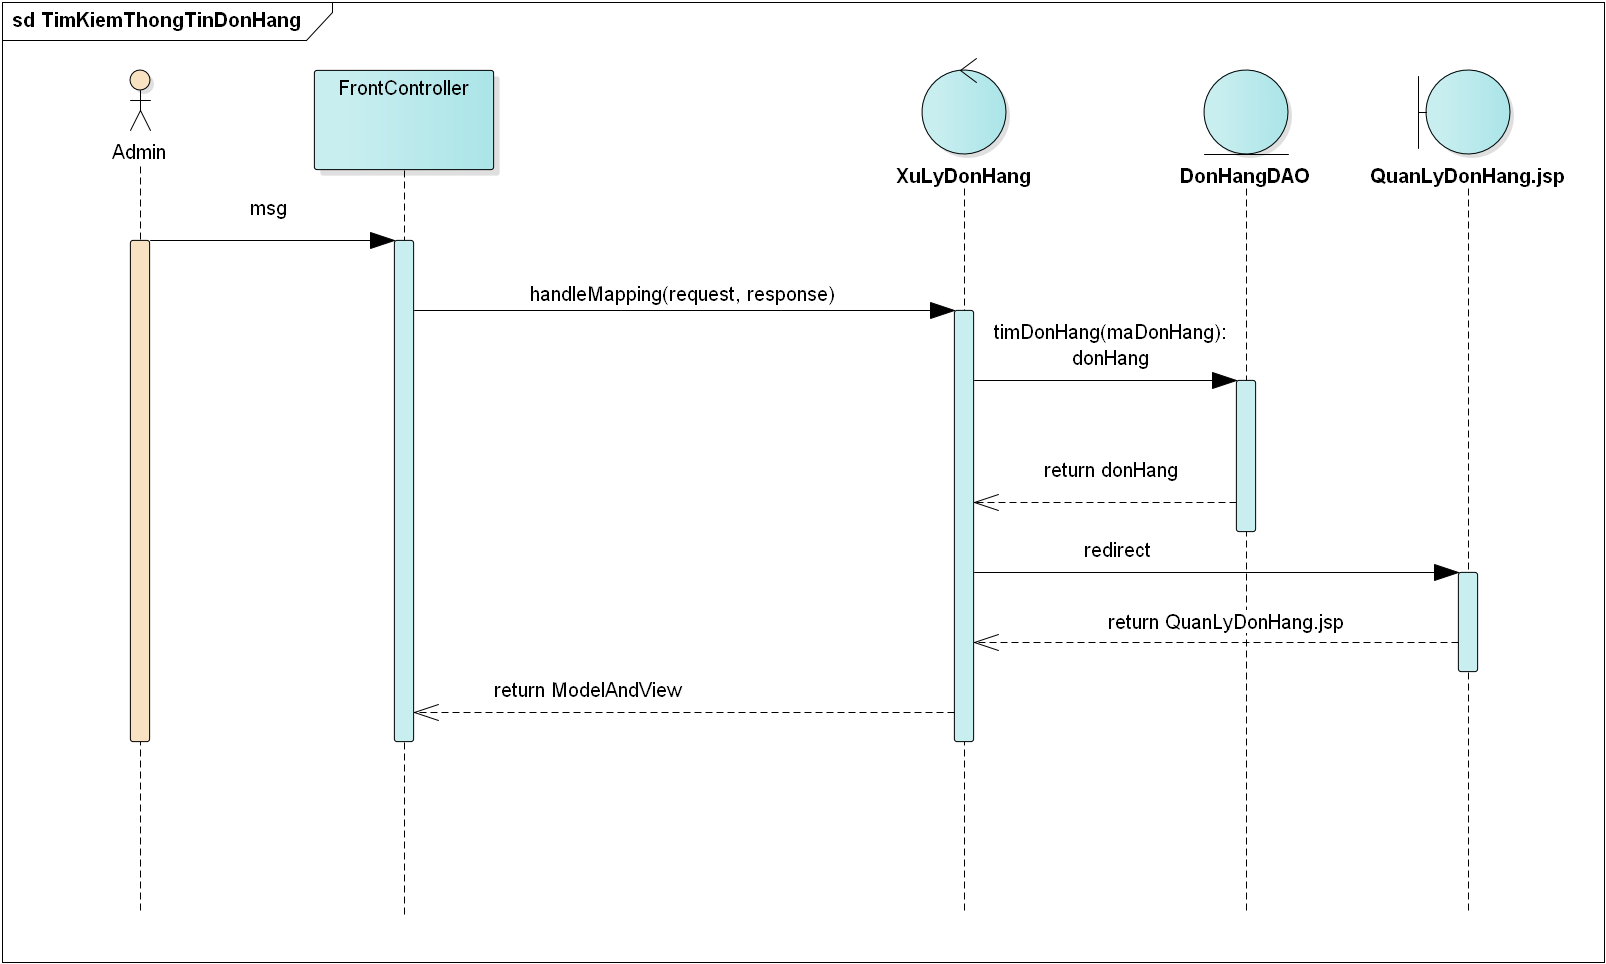 sd TimKiemThongTinDonHang
Admin
FrontController
XuLyDonHang
DonHangDAO
QuanLyDonHang.jsp
msg
handleMapping(request, response)
timDonHang(maDonHang):
donHang
return donHang
redirect
return QuanLyDonHang.jsp
return ModelAndView